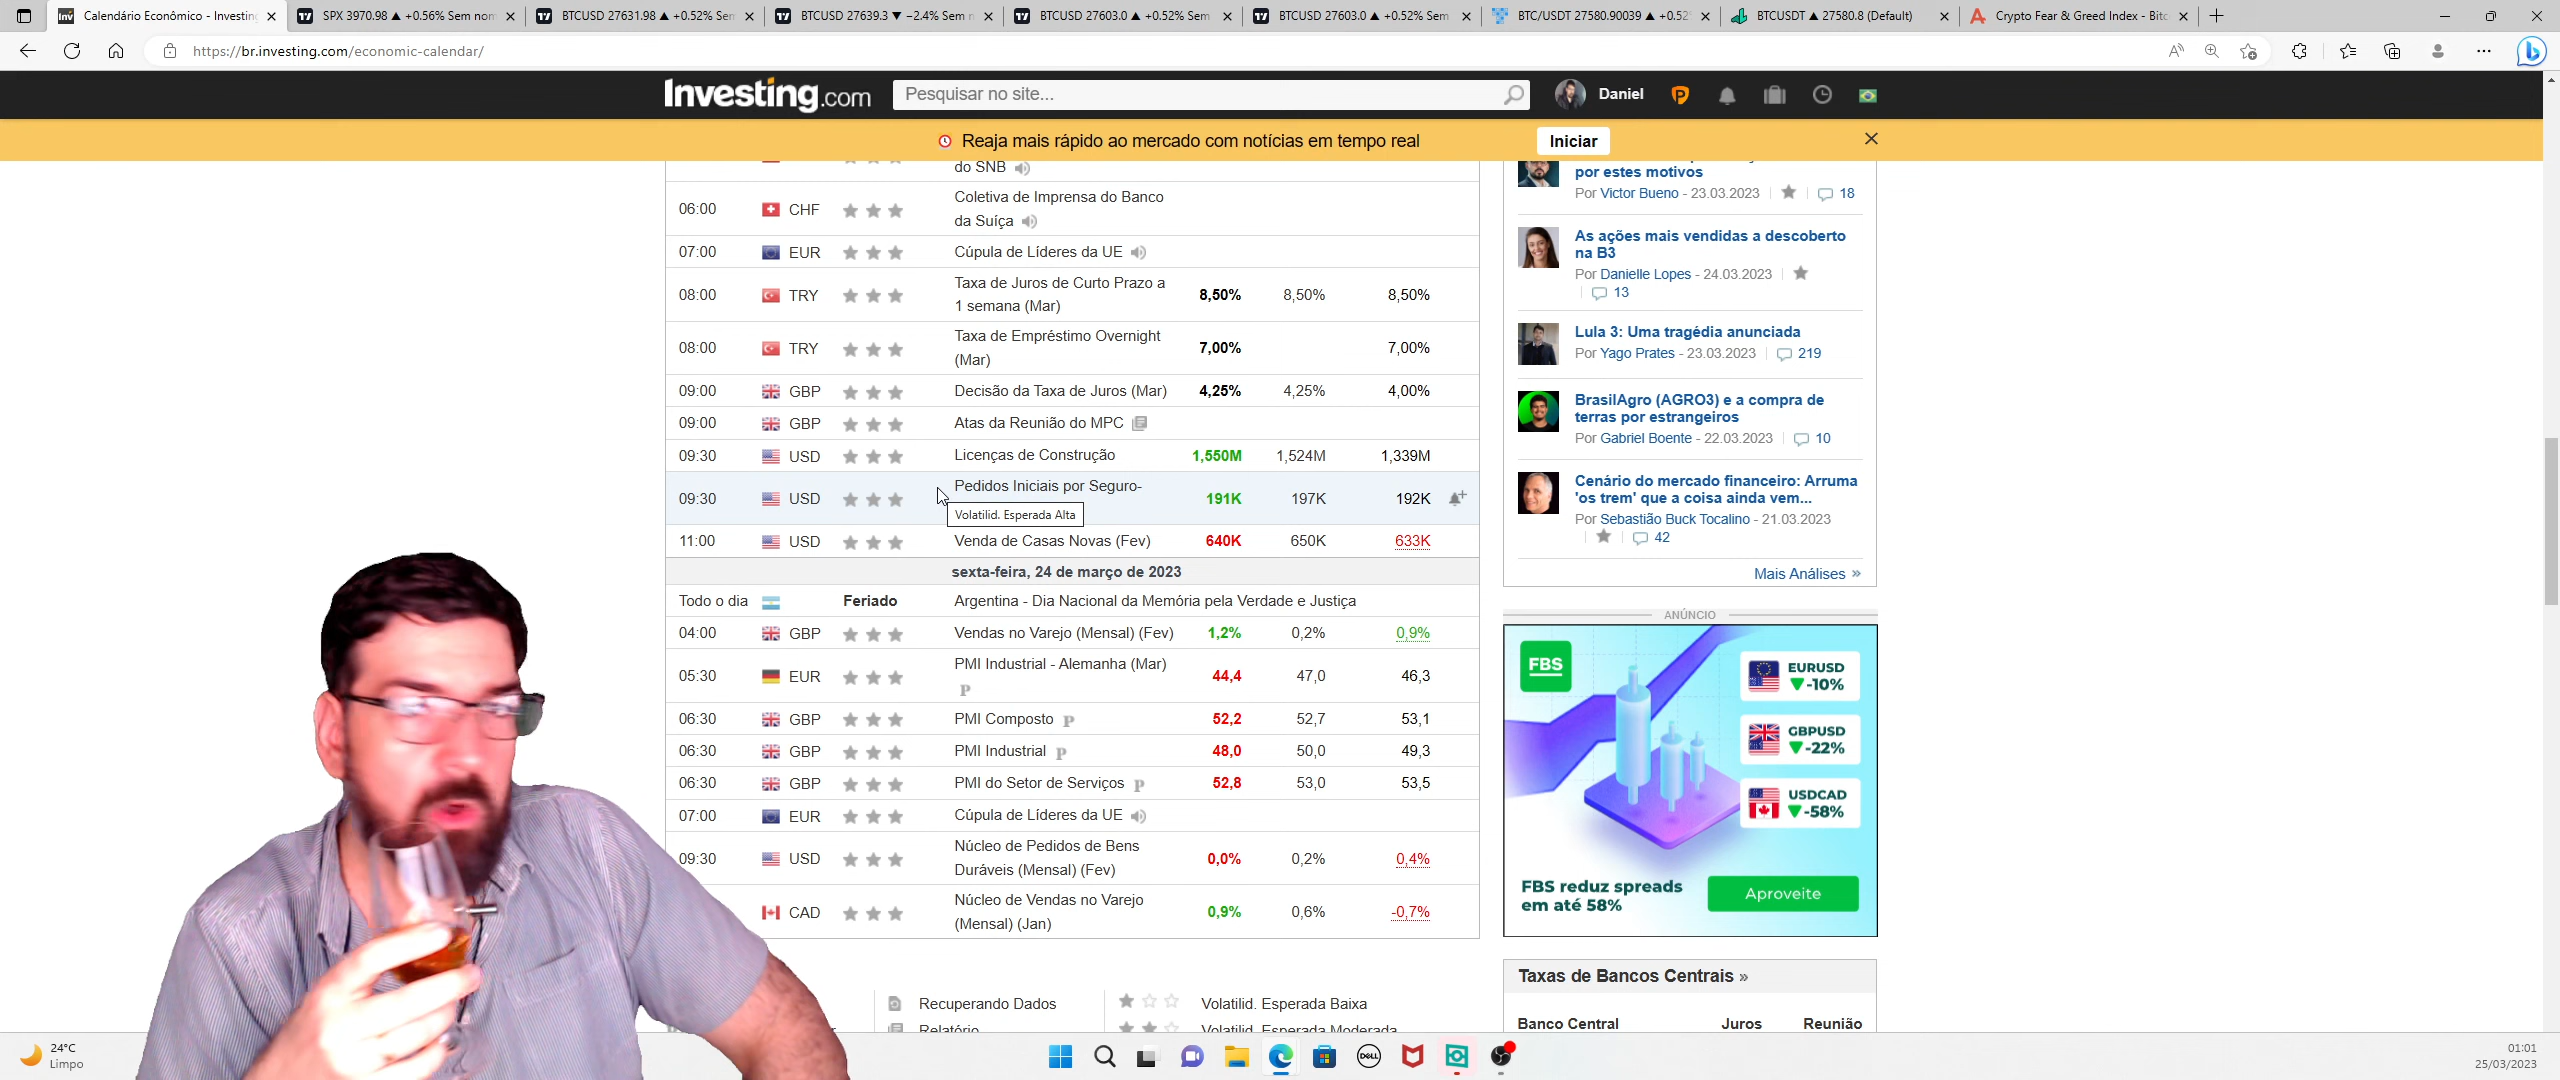 Calendário Econômico - Investing
SPX 3970.98 ▲ +0.56% Sem nom
BTCUSD 27631.98 ▲ +0.52% Sem
BTCUSD 27639.3 ▼ −2.4% Sem n
BTCUSD 27603.0 ▲ +0.52% Sem
BTCUSD 27603.0 ▲ +0.52% Sem
BTC/USDT 27580.90039 ▲ +0.52
BTCUSDT ▲ 27580.8 (Default)
Crypto Fear & Greed Index - Bitc
https://br.investing.com/economic-calendar/
Investing.com
Pesquisar no site...
Daniel
Reaja mais rápido ao mercado com notícias em tempo real
Iniciar
do SNB
06:00 CHF Coletiva de Imprensa do Banco
da Suíça
07:00 EUR Cúpula de Líderes da UE
08:00 TRY Taxa de Juros de Curto Prazo a
1 semana (Mar) 8,50% 8,50% 8,50%
08:00 TRY Taxa de Empréstimo Overnight
(Mar) 7,00% 7,00%
09:00 GBP Decisão da Taxa de Juros (Mar) 4,25% 4,25% 4,00%
09:00 GBP Atas da Reunião do MPC
09:30 USD Licenças de Construção 1,550M 1,524M 1,339M
09:30 USD Pedidos Iniciais por Seguro- 191K 197K 192K
Volatilid. Esperada Alta
11:00 USD Venda de Casas Novas (Fev) 640K 650K 633K
sexta-feira, 24 de março de 2023
Todo o dia Feriado Argentina - Dia Nacional da Memória pela Verdade e Justiça
04:00 GBP Vendas no Varejo (Mensal) (Fev) 1,2% 0,2% 0,9%
05:30 EUR PMI Industrial - Alemanha (Mar)
P 44,4 47,0 46,3
06:30 GBP PMI Composto P 52,2 52,7 53,1
06:30 GBP PMI Industrial P 48,0 50,0 49,3
06:30 GBP PMI do Setor de Serviços P 52,8 53,0 53,5
07:00 EUR Cúpula de Líderes da UE
09:30 USD Núcleo de Pedidos de Bens
Duráveis (Mensal) (Fev) 0,0% 0,2% 0,4%
CAD Núcleo de Vendas no Varejo
(Mensal) (Jan) 0,9% 0,6% -0,7%
Recuperando Dados
Volatilid. Esperada Baixa
Relatório
Volatilid. Esperada Moderada
por estes motivos
Por Victor Bueno - 23.03.2023 18
As ações mais vendidas a descoberto
na B3
Por Danielle Lopes - 24.03.2023
13
Lula 3: Uma tragédia anunciada
Por Yago Prates - 23.03.2023 219
BrasilAgro (AGRO3) e a compra de
terras por estrangeiros
Por Gabriel Boente - 22.03.2023 10
Cenário do mercado financeiro: Arruma
'os trem' que a coisa ainda vem...
Por Sebastião Buck Tocalino - 21.03.2023
42
Mais Análises »
ANÚNCIO
FBS
EURUSD
▼-10%
GBPUSD
▼-22%
USDCAD
▼-58%
FBS reduz spreads
em até 58%
Aproveite
Taxas de Bancos Centrais »
Banco Central Juros Reunião
24°C
Limpo
DELL
01:01
25/03/2023